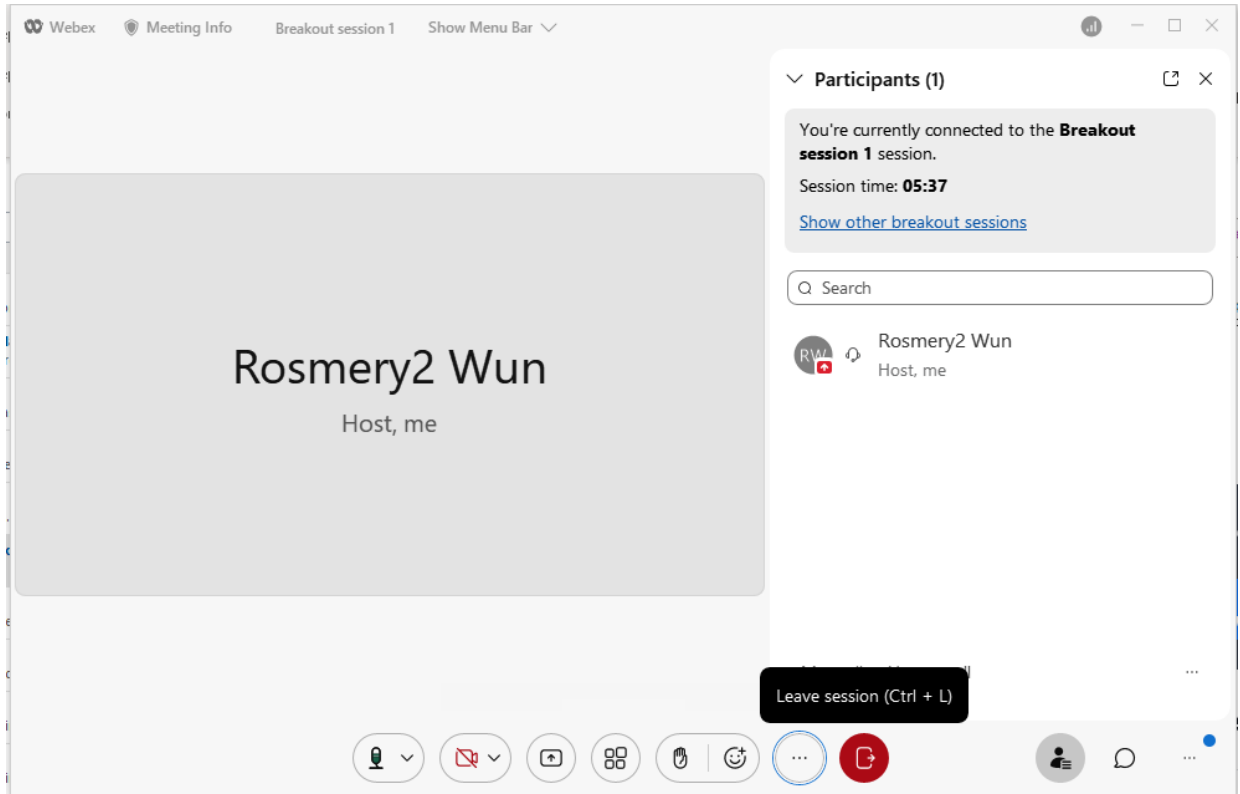 Webex Meeting Info Breakout session 1 Show Menu Bar
Participants (1)
You're currently connected to the Breakout
session 1 session.
Session time: 05:37
Show other breakout sessions
Search
RW
Rosmery2 Wun
Host, me
Rosmery2 Wun
Host, me
Leave session (Ctrl + L)